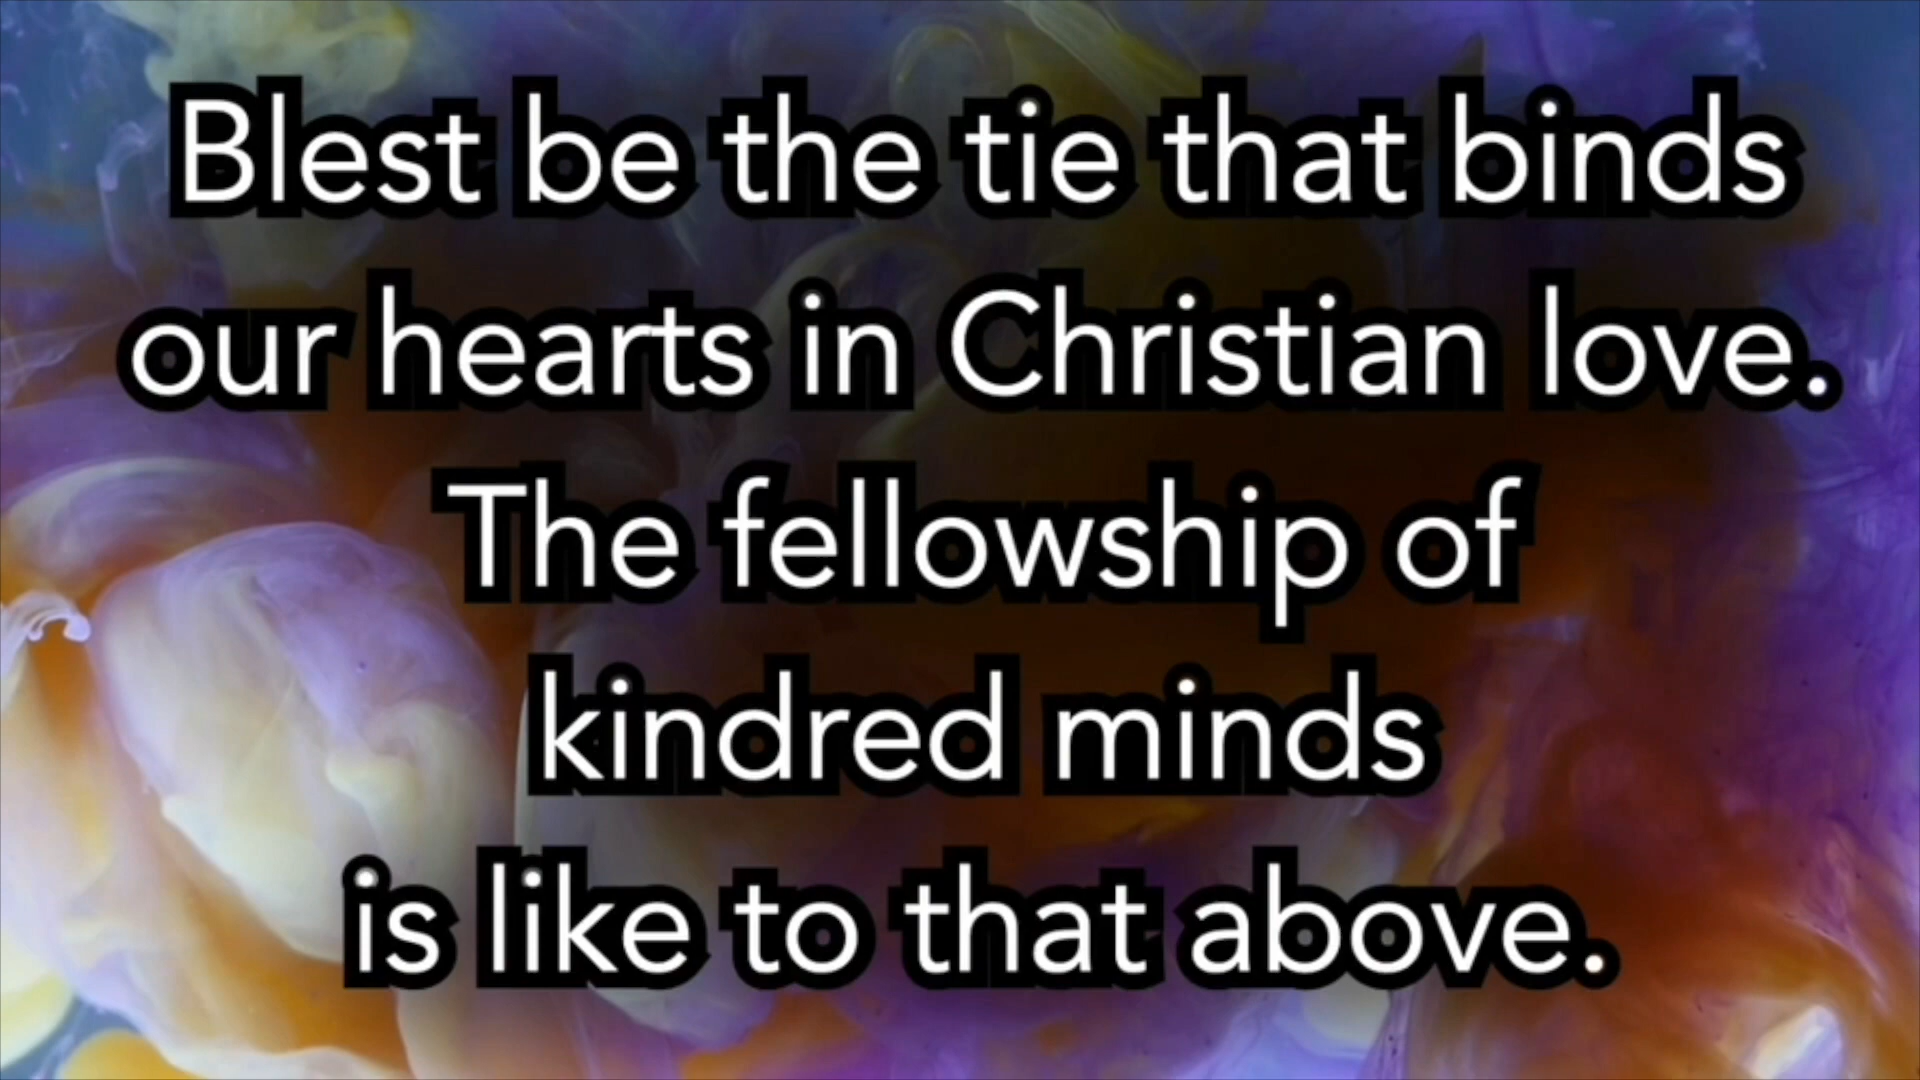 Blest be the tie that binds
our hearts in Christian love.
The fellowship of
kindred minds
is like to that above.